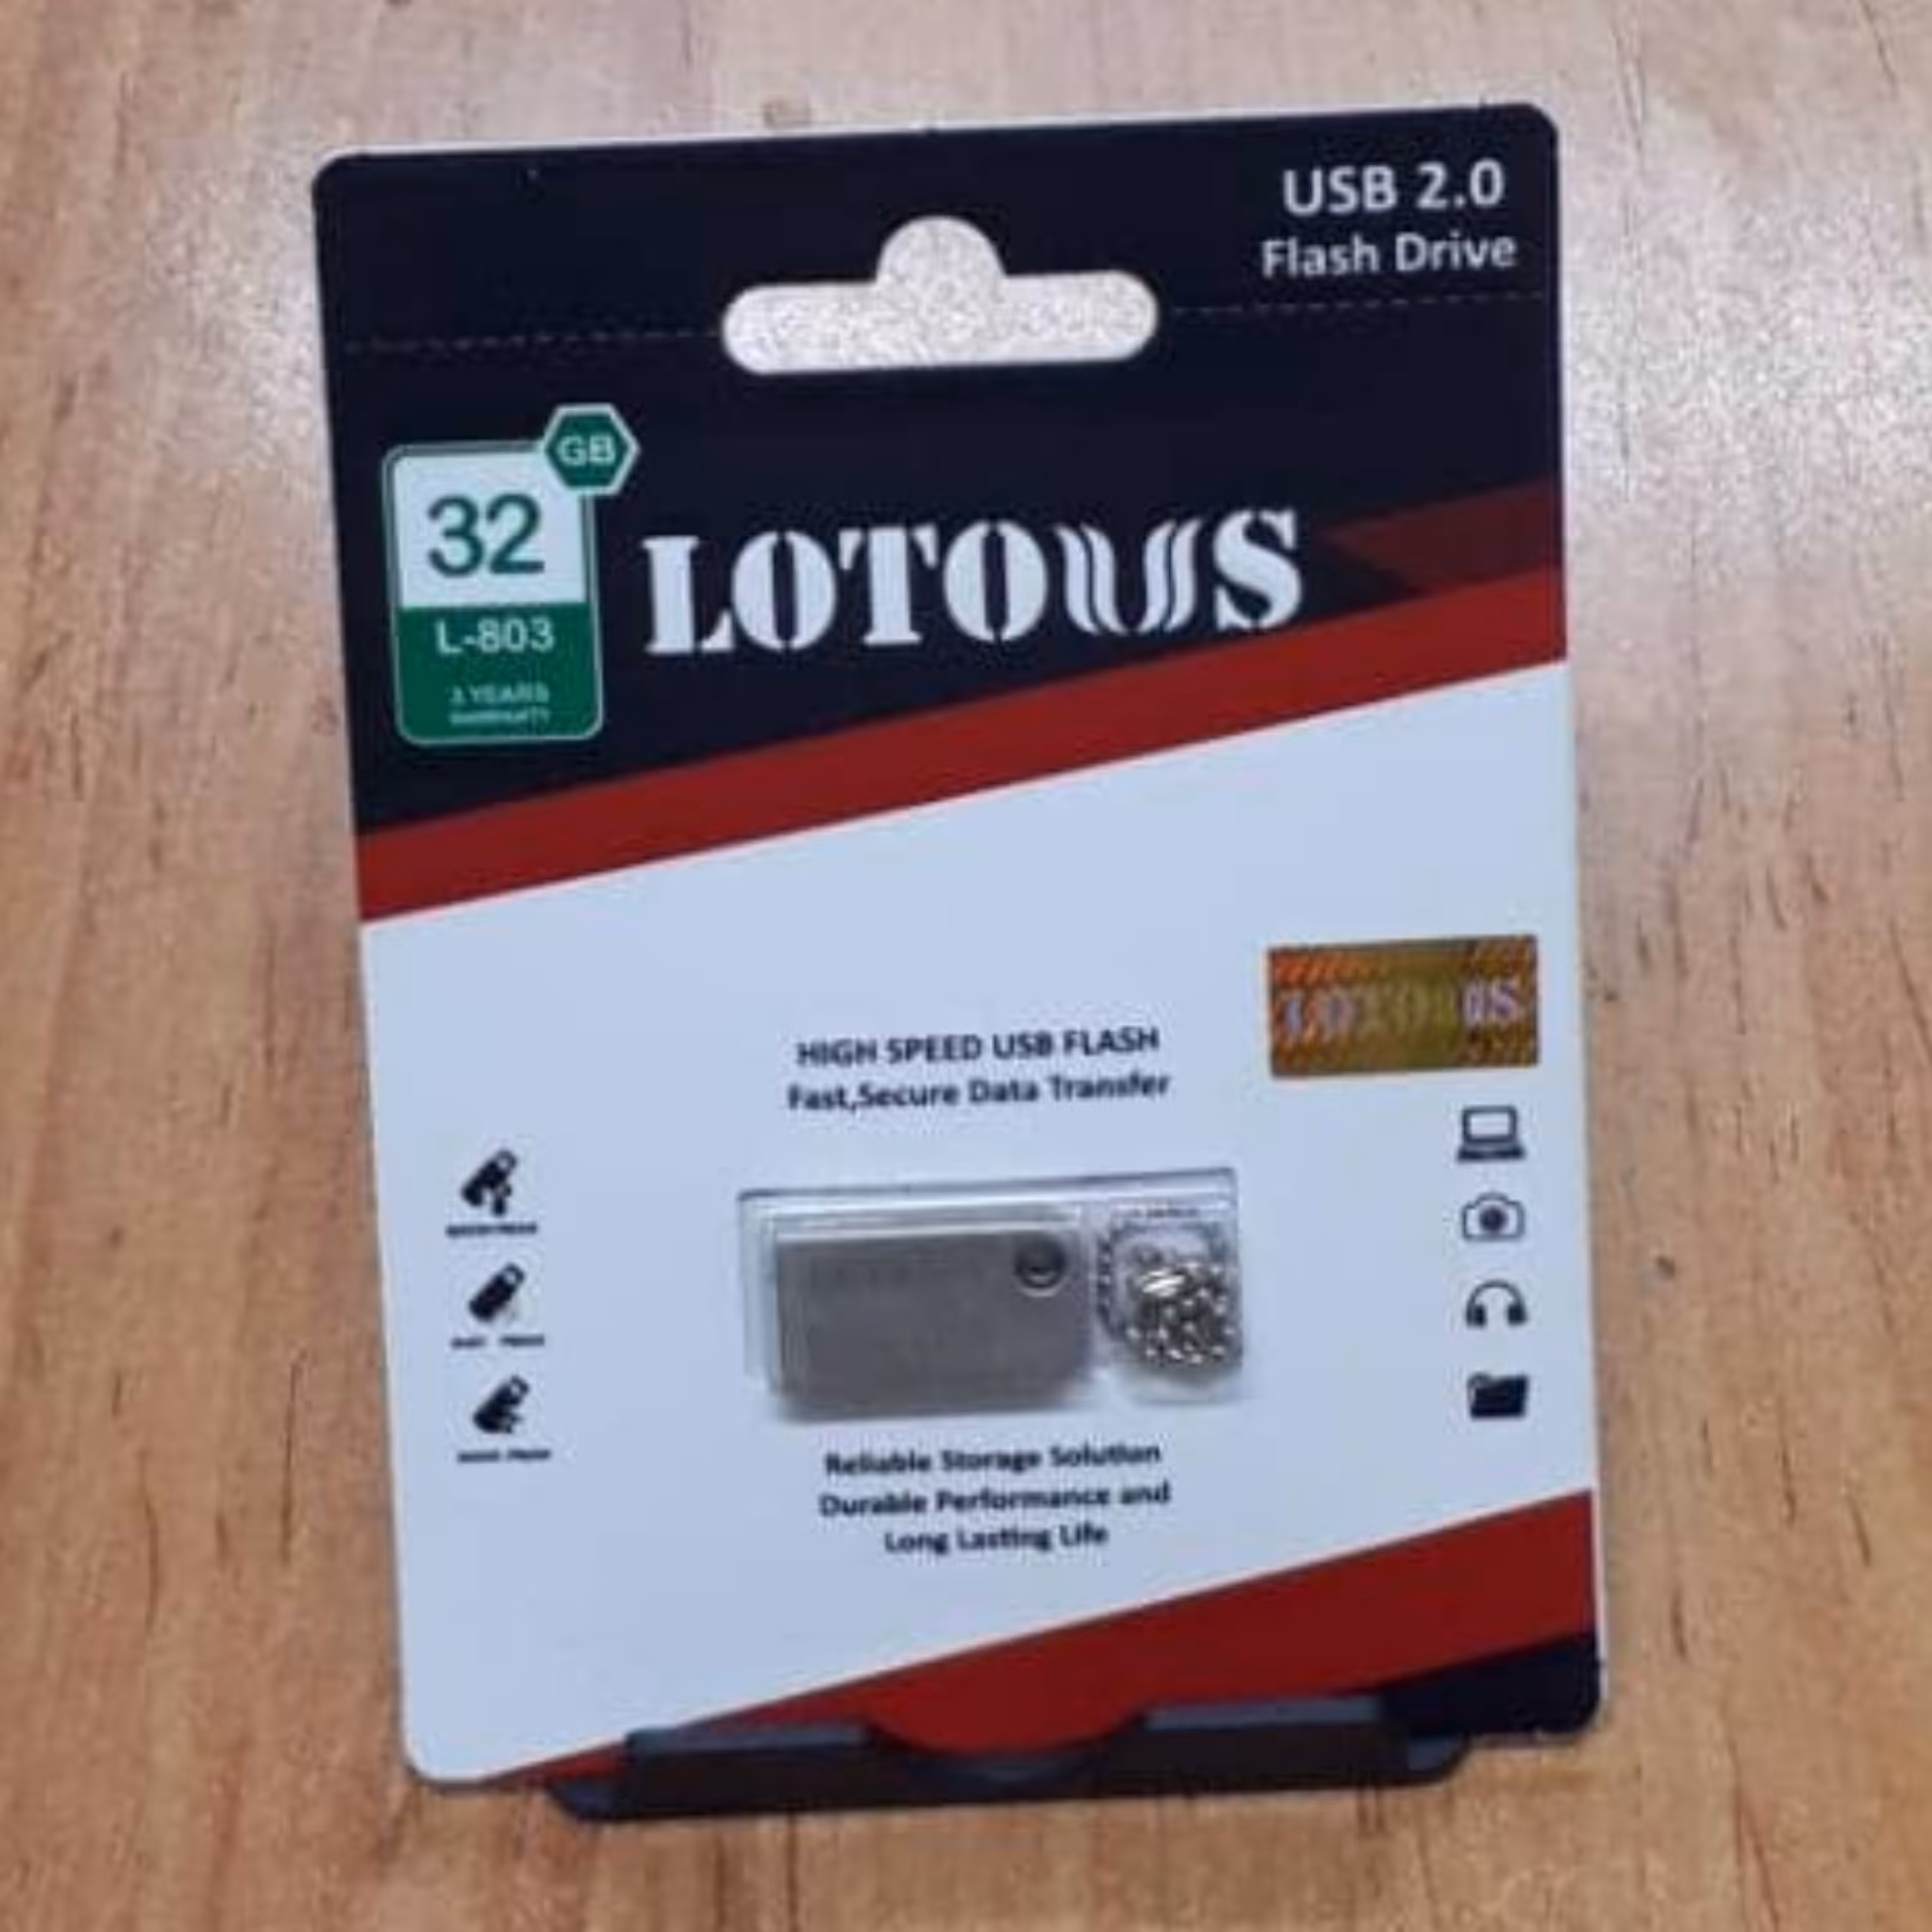 USB 2.0
Flash Drive
GB
32
L-803
LOTOUS
LOTOUS
HIGH SPEED USB FLASH
Fast,Secure Data Transfer
Reliable Storage Solution
Durable Performance and
Long Lasting Life